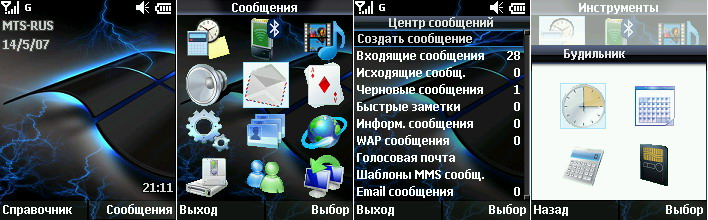 G
MTS-RUS
14/5/07
21:11
Справочник Сообщения
Сообщения
Выход Выбор
G
Центр сообщений
Создать сообщение
Входящие сообщения 28
Исходящие сообщ. 0
Черновые сообщения 1
Быстрые заметки 0
Информ. сообщения 0
WAP сообщения 0
Голосовая почта
Шаблоны MMS сообщ.
Email сообщения 0
Выход Выбор
Инструменты
Будильник
Назад Выбор